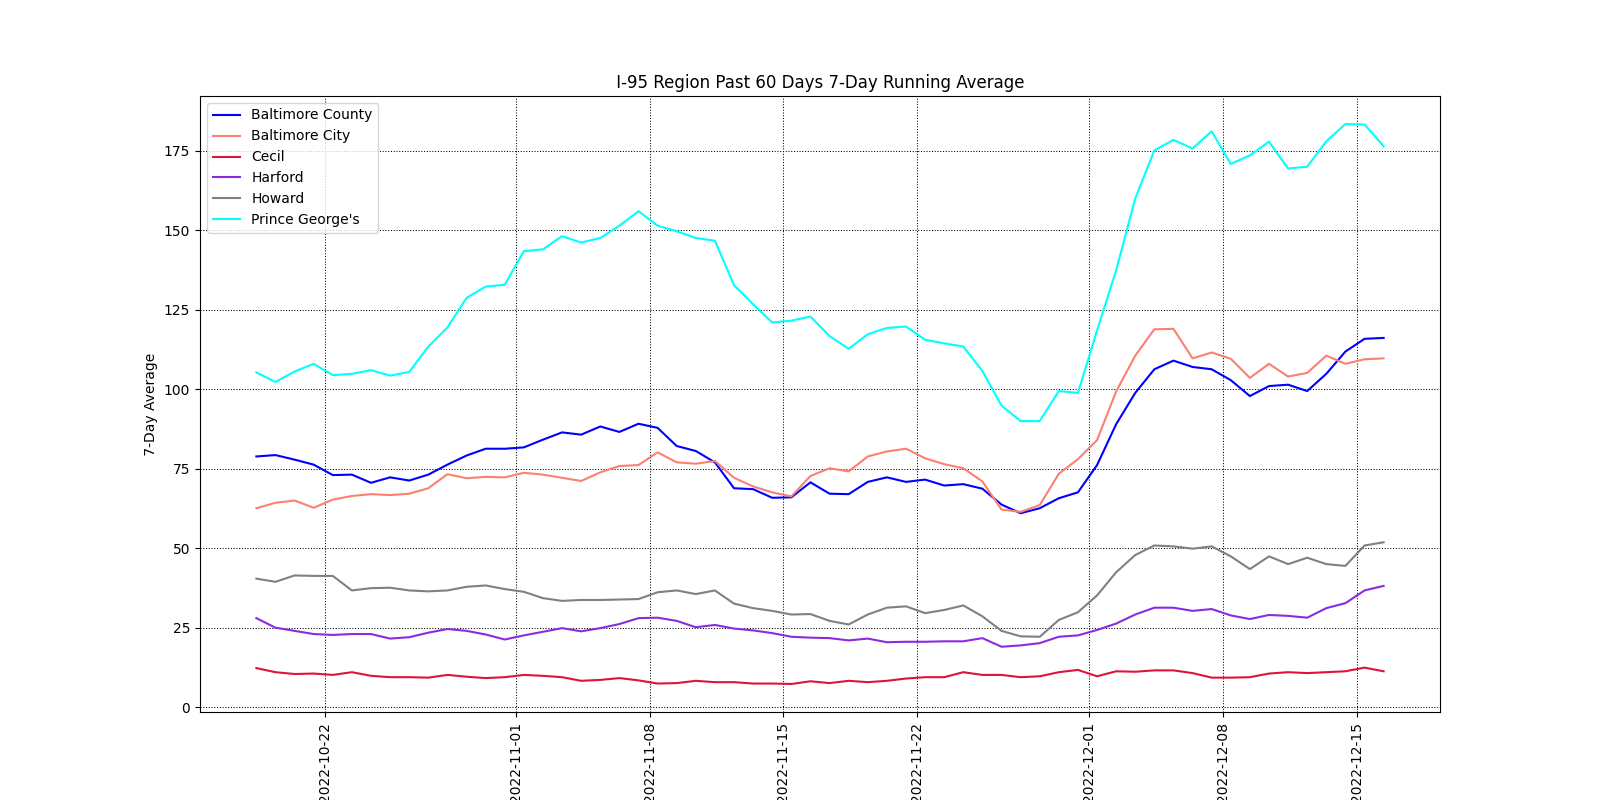 I-95 Region Past 60 Days 7-Day Running Average
Baltimore County
Baltimore City
Cecil
Harford
Howard
Prince George's
7-Day Average
175
150
125
100
75
50
25
0
2022-10-22
2022-11-01
2022-11-08
2022-11-15
2022-11-22
2022-12-01
2022-12-08
2022-12-15